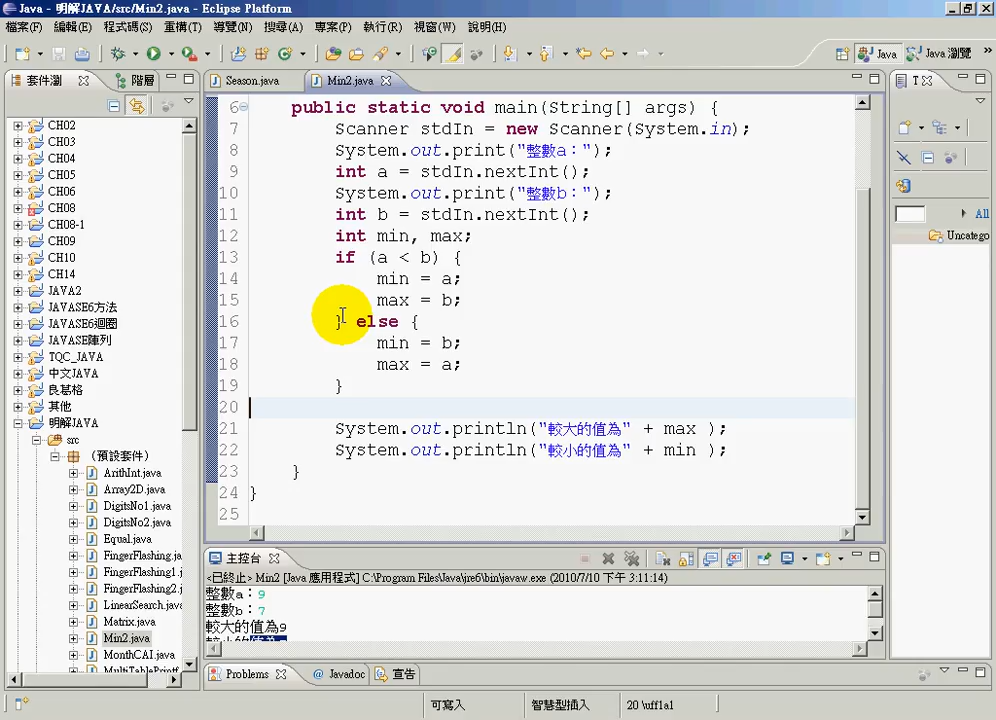 Java - 明解JAVA/src/Min2.java - Eclipse Platform
檔案(F) 編輯(E) 程式碼(S) 重構(T) 導覽(N) 搜尋(A) 專案(P) 執行(R) 視窗(W) 說明(H)
Java Java 瀏覽 »
套件瀏 階層
CH02
CH03
CH04
CH05
CH06
CH08
CH08-1
CH09
CH10
CH14
JAVA2
JAVASE6方法
JAVASE6迴圈
JAVASE陣列
TQC_JAVA
中文JAVA
良葛格
其他
明解JAVA
src
(預設套件)
ArithInt.java
Array2D.java
DigitsNo1.java
DigitsNo2.java
Equal.java
FingerFlashing.ja
FingerFlashing1.j
FingerFlashing2.j
LinearSearch.java
Matrix.java
Min2.java
MonthCAI.java
MultiTablePrintf
Season.java Min2.java
6 public static void main(String[] args) {
7 Scanner stdIn = new Scanner(System.in);
8 System.out.print("整數a：");
9 int a = stdIn.nextInt();
10 System.out.print("整數b：");
11 int b = stdIn.nextInt();
12 int min, max;
13 if (a < b) {
14 min = a;
15 max = b;
16 } else {
17 min = b;
18 max = a;
19 }
20
21 System.out.println("較大的值為" + max );
22 System.out.println("較小的值為" + min );
23 }
24 }
25
主控台
<已終止> Min2 [Java 應用程式] C:\Program Files\Java\jre6\bin\javaw.exe (2010/7/10 下午 3:11:14)
整數a：9
整數b：7
較大的值為9
Problems @ Javadoc 宣告
T
All
Uncatego
可寫入 智慧型插入 20 \uff1a1